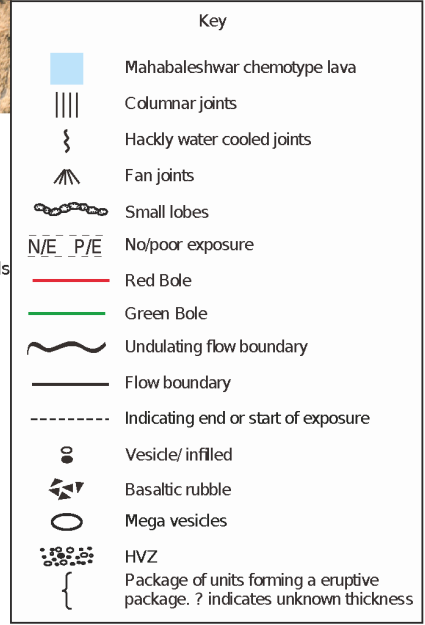 Key
Mahabaleshwar chemotype lava
Columnar joints
Hackly water cooled joints
Fan joints
Small lobes
N/E P/E No/poor exposure
ls
Red Bole
Green Bole
Undulating flow boundary
Flow boundary
Indicating end or start of exposure
Vesicle/ infilled
Basaltic rubble
Mega vesicles
HVZ
Package of units forming a eruptive
package. ? indicates unknown thickness